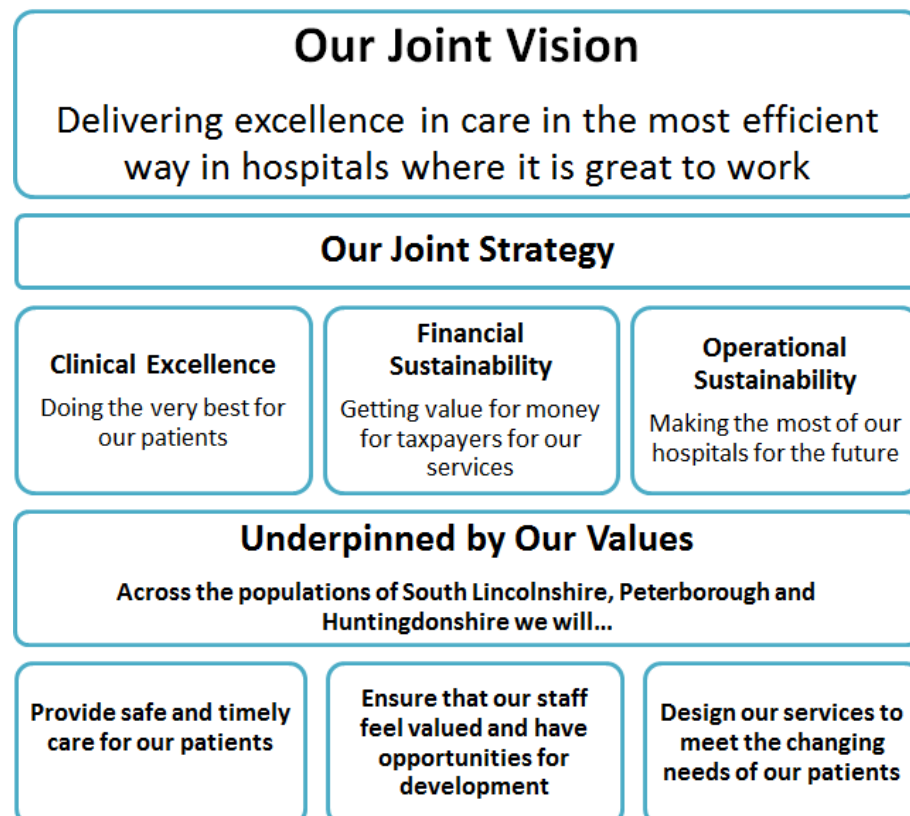 Our Joint Vision
Delivering excellence in care in the most efficient
way in hospitals where it is great to work
Our Joint Strategy
Clinical Excellence
Doing the very best for
our patients
Financial
Sustainability
Getting value for money
for taxpayers for our
services
Operational
Sustainability
Making the most of our
hospitals for the future
Underpinned by Our Values
Across the populations of South Lincolnshire, Peterborough and
Huntingdonshire we will...
Provide safe and timely
care for our patients
Ensure that our staff
feel valued and have
opportunities for
development
Design our services to
meet the changing
needs of our patients